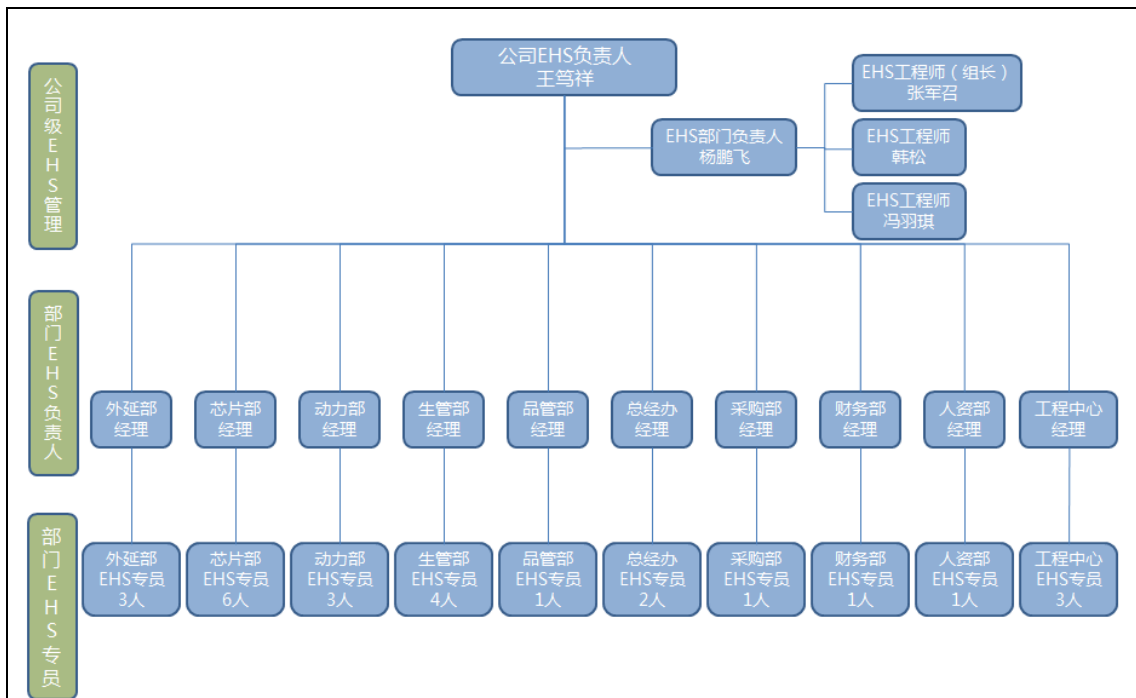 公司级EHS管理
公司EHS负责人
王笃祥
EHS部门负责人
杨鹏飞
EHS工程师（组长）
张军召
EHS工程师
韩松
EHS工程师
冯羽琪
部门EHS负责人
外延部
经理
芯片部
经理
动力部
经理
生管部
经理
品管部
经理
总经办
经理
采购部
经理
财务部
经理
人资部
经理
工程中心
经理
部门EHS专员
外延部
EHS专员
3人
芯片部
EHS专员
6人
动力部
EHS专员
3人
生管部
EHS专员
4人
品管部
EHS专员
1人
总经办
EHS专员
2人
采购部
EHS专员
1人
财务部
EHS专员
1人
人资部
EHS专员
1人
工程中心
EHS专员
3人